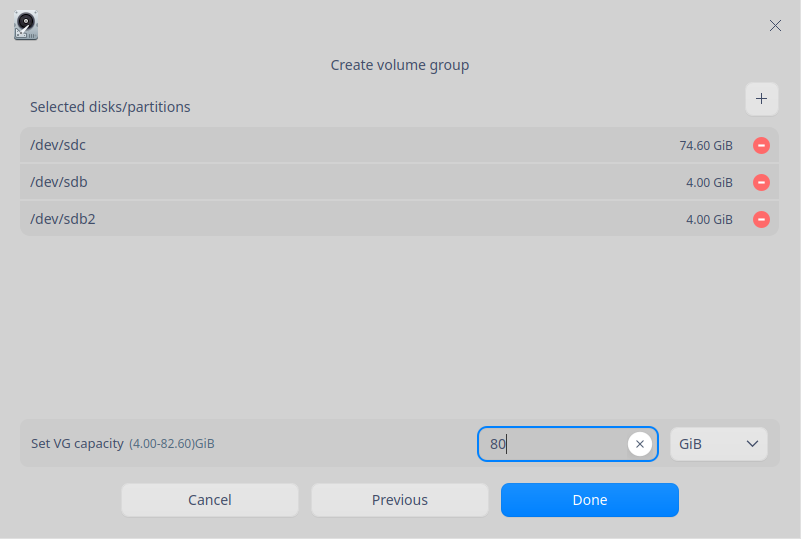 Create volume group
Selected disks/partitions
/dev/sdc 74.60 GiB
/dev/sdb 4.00 GiB
/dev/sdb2 4.00 GiB
Set VG capacity (4.00-82.60)GiB 80 GiB
Cancel Previous Done